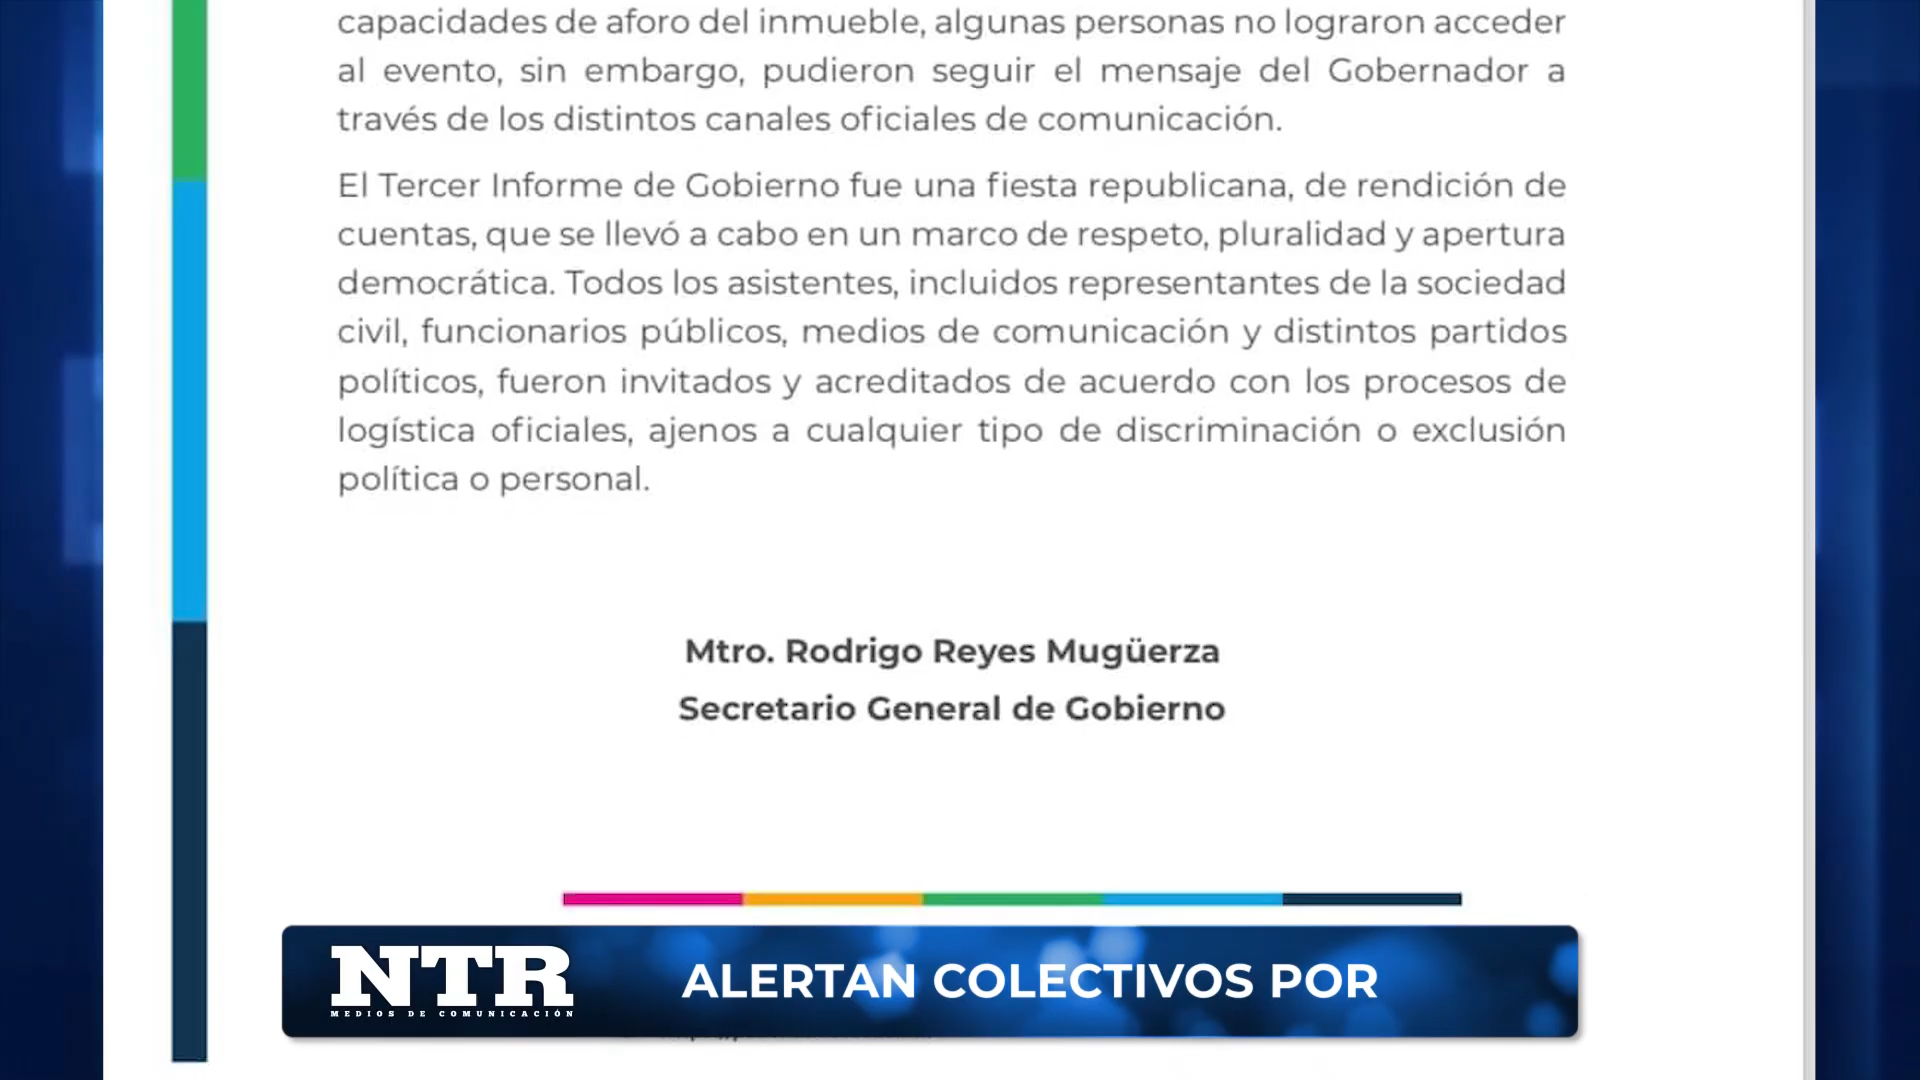 capacidades de aforo del inmueble, algunas personas no lograron acceder
al evento, sin embargo, pudieron seguir el mensaje del Gobernador a
través de los distintos canales oficiales de comunicación.
El Tercer Informe de Gobierno fue una fiesta republicana, de rendición de
cuentas, que se llevó a cabo en un marco de respeto, pluralidad y apertura
democrática. Todos los asistentes, incluidos representantes de la sociedad
civil, funcionarios públicos, medios de comunicación y distintos partidos
políticos, fueron invitados y acreditados de acuerdo con los procesos de
logística oficiales, ajenos a cualquier tipo de discriminación o exclusión
política o personal.
Mtro. Rodrigo Reyes Mugüerza
Secretario General de Gobierno
NTR
MEDIOS DE COMUNICACIÓN
ALERTAN COLECTIVOS POR